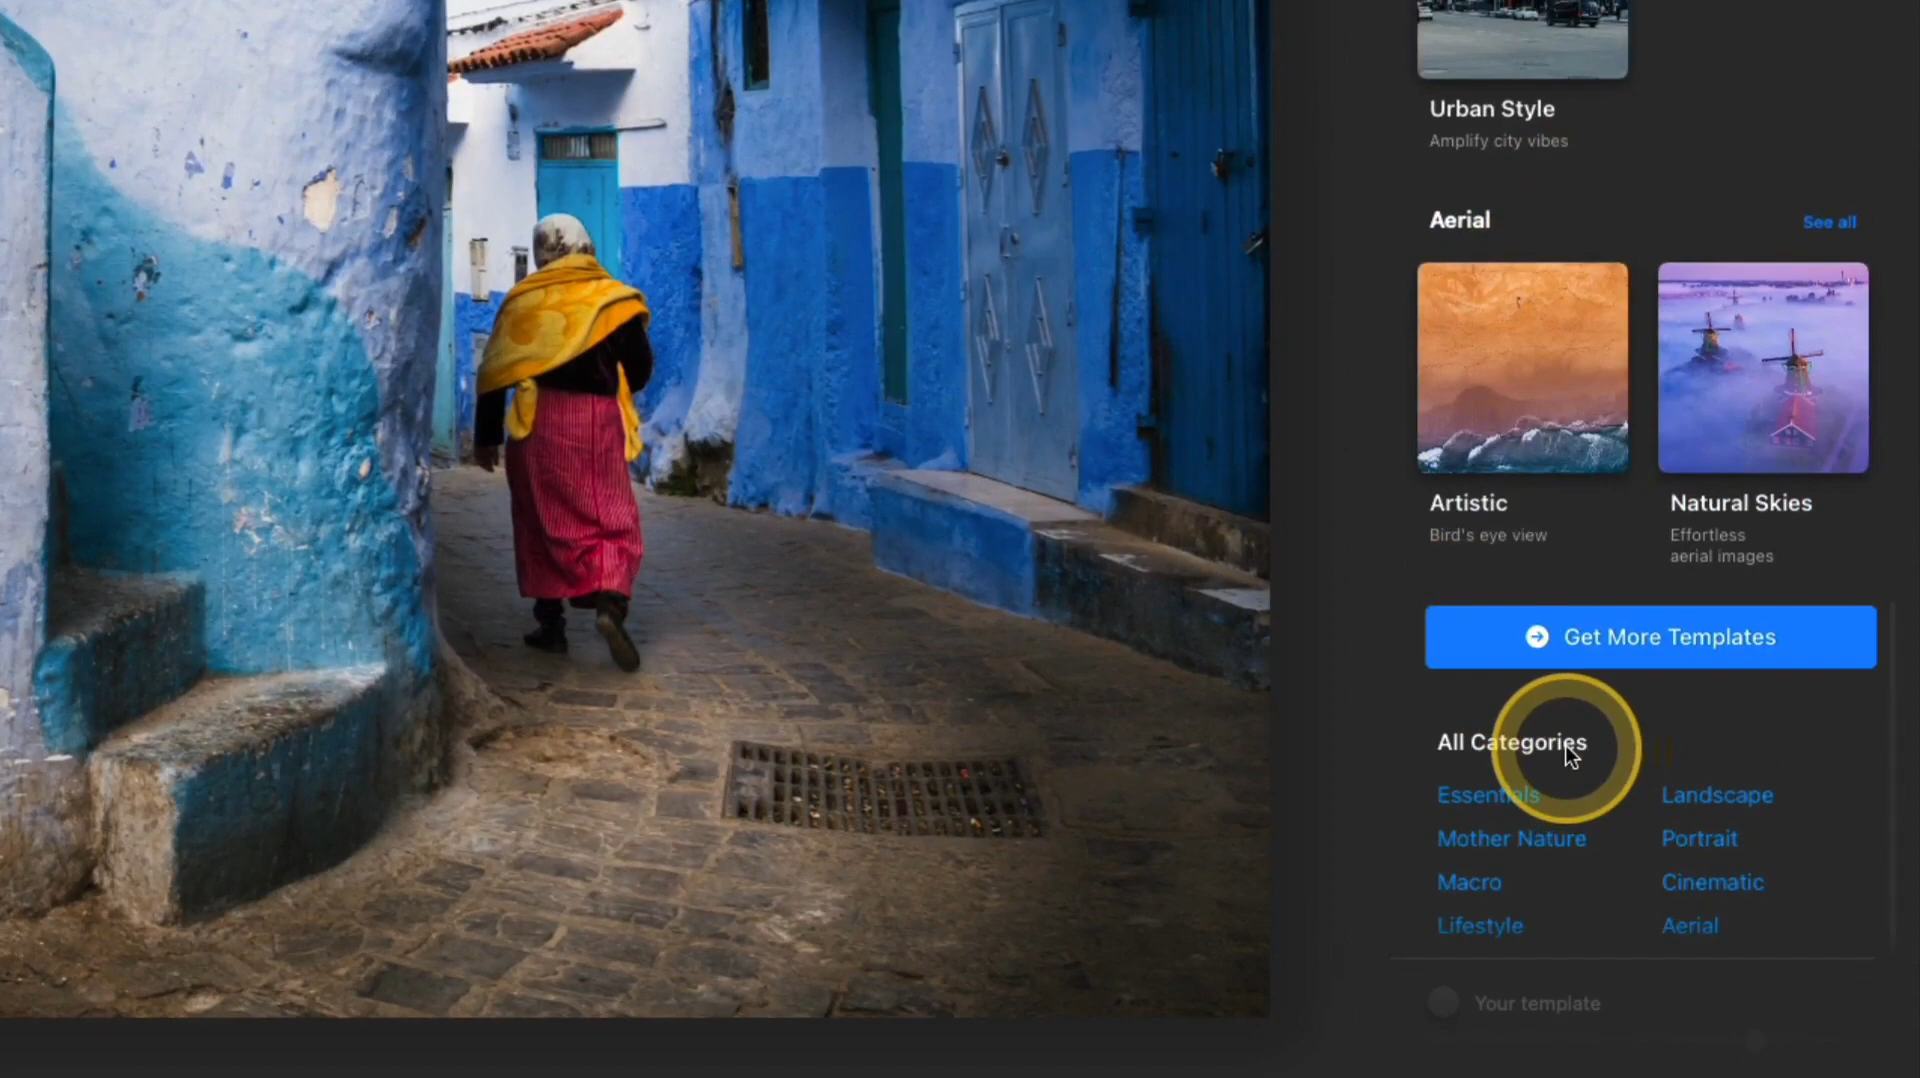 Urban Style
Amplify city vibes
Aerial
See all
Artistic
Bird's eye view
Natural Skies
Effortless
aerial images
Get More Templates
All Categories
Essentials
Landscape
Mother Nature
Portrait
Macro
Cinematic
Lifestyle
Aerial
Your template